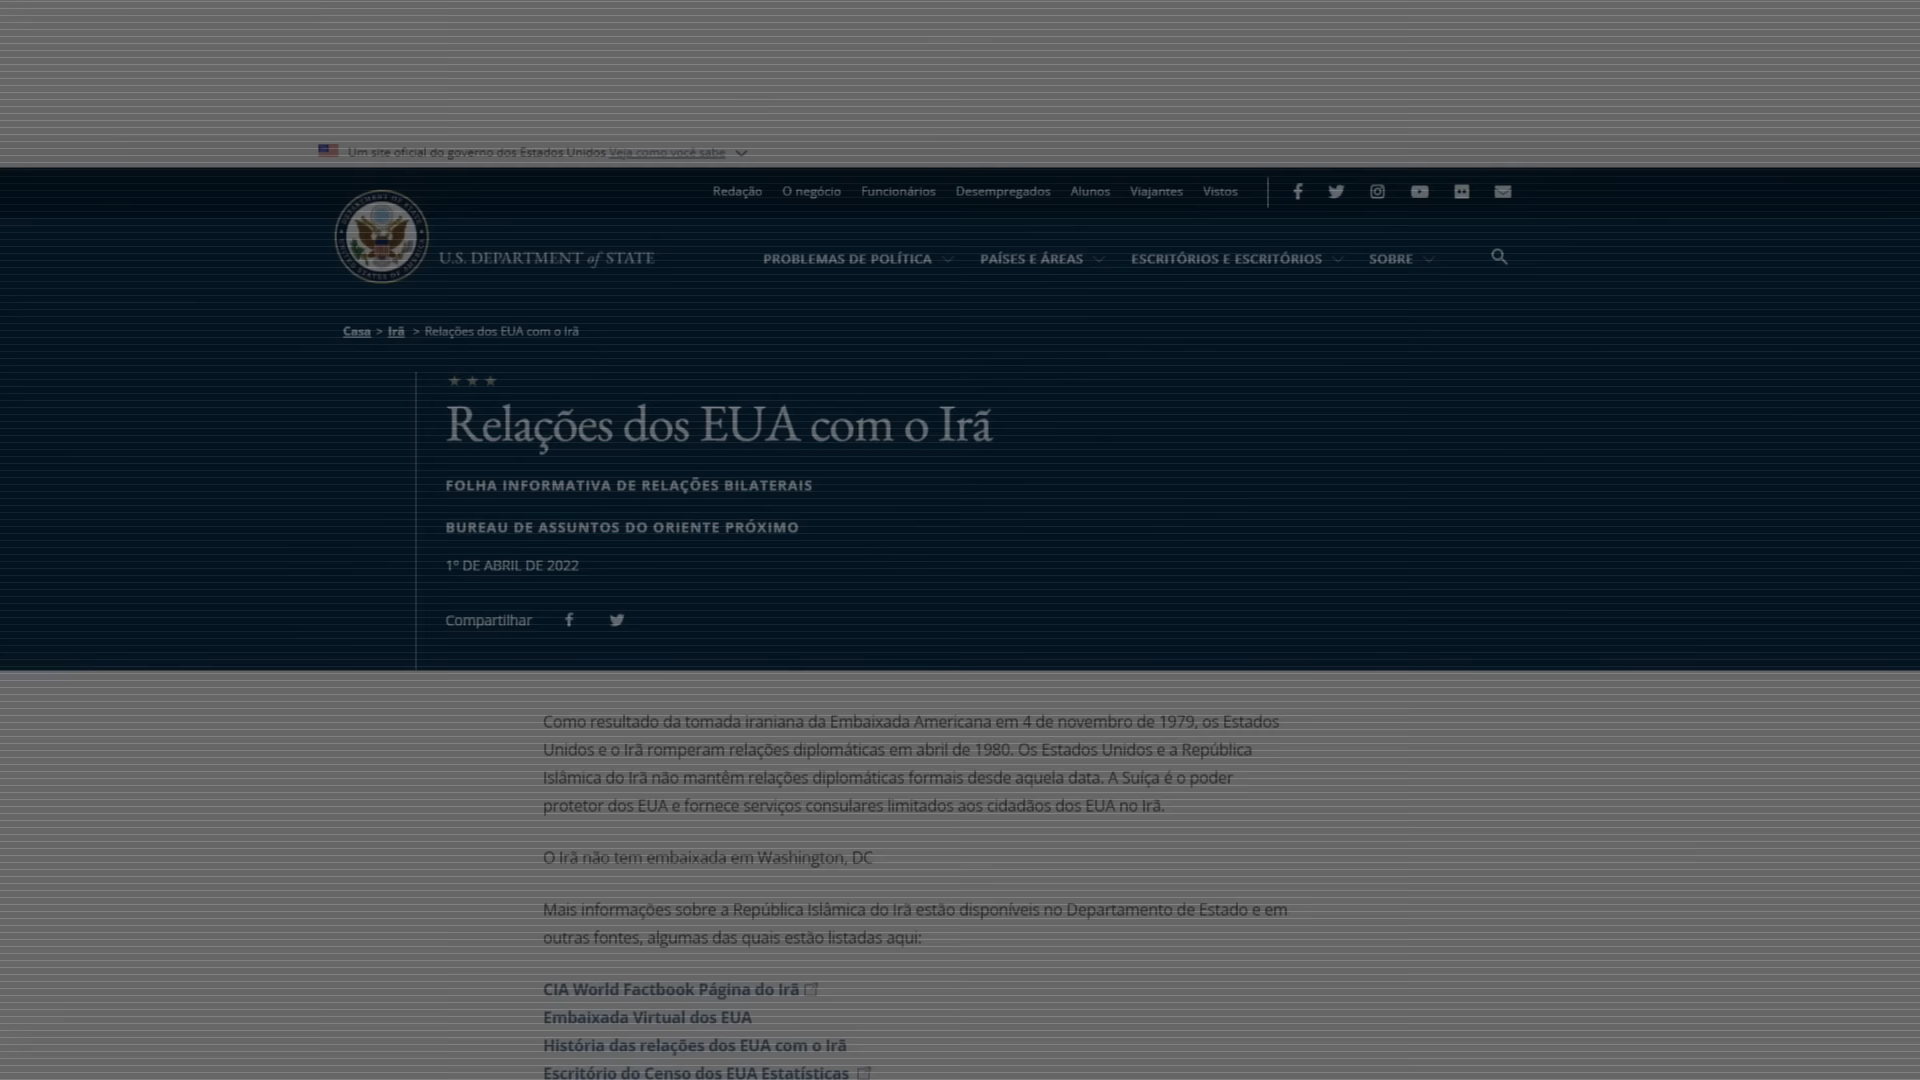 Um site oficial do governo dos Estados Unidos Veja como você sabe
Redação O negócio Funcionários Desempregados Alunos Viajantes Vistos
U.S. DEPARTMENT of STATE
PROBLEMAS DE POLÍTICA PAÍSES E ÁREAS ESCRITÓRIOS E ESCRITÓRIOS SOBRE
Casa > Irã > Relações dos EUA com o Irã
Relações dos EUA com o Irã
FOLHA INFORMATIVA DE RELAÇÕES BILATERAIS
BUREAU DE ASSUNTOS DO ORIENTE PRÓXIMO
1º DE ABRIL DE 2022
Compartilhar
Como resultado da tomada iraniana da Embaixada Americana em 4 de novembro de 1979, os Estados
Unidos e o Irã romperam relações diplomáticas em abril de 1980. Os Estados Unidos e a República
Islâmica do Irã não mantêm relações diplomáticas formais desde aquela data. A Suíça é o poder
protetor dos EUA e fornece serviços consulares limitados aos cidadãos dos EUA no Irã.
O Irã não tem embaixada em Washington, DC
Mais informações sobre a República Islâmica do Irã estão disponíveis no Departamento de Estado e em
outras fontes, algumas das quais estão listadas aqui:
CIA World Factbook Página do Irã
Embaixada Virtual dos EUA
História das relações dos EUA com o Irã
Escritório do Censo dos EUA Estatísticas